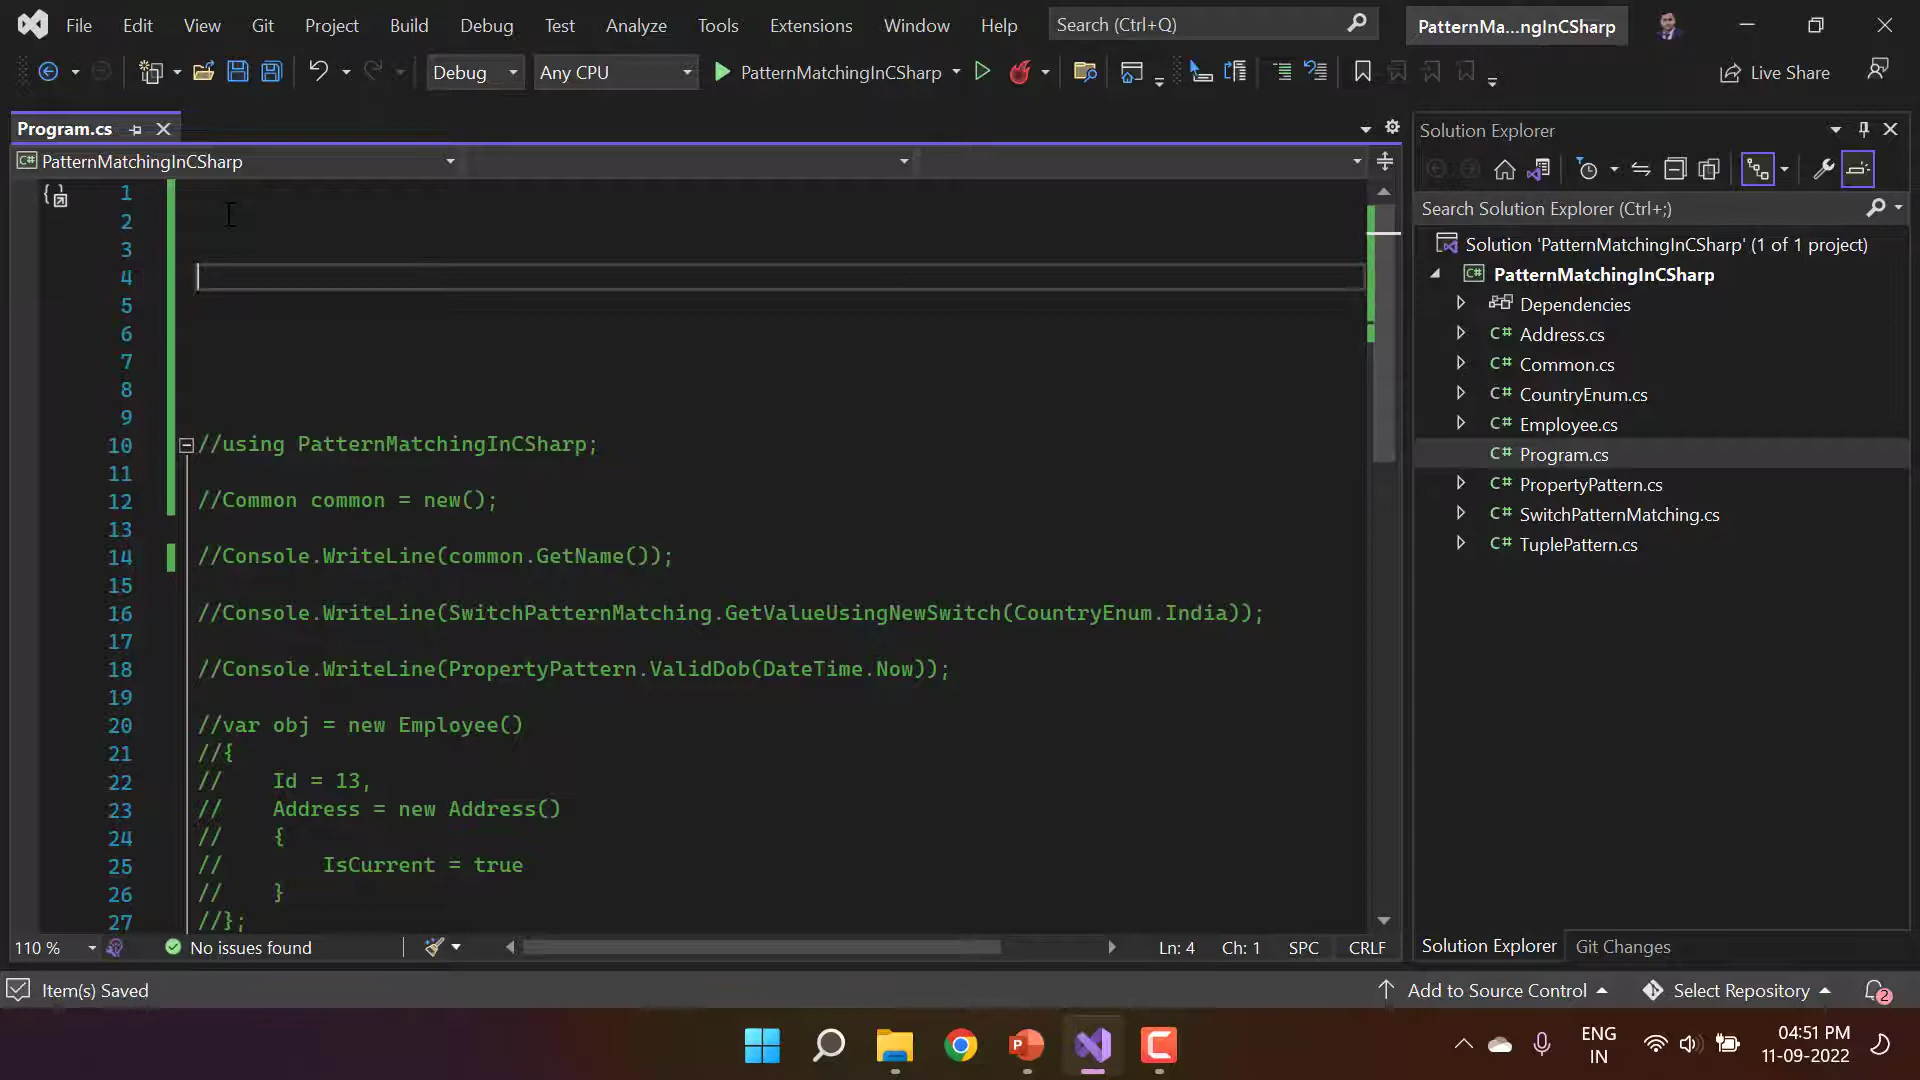 File Edit View Git Project Build Debug Test Analyze Tools Extensions Window Help Search (Ctrl+Q) PatternMa...ngInCSharp
Debug Any CPU PatternMatchingInCSharp Live Share
Program.cs
C# PatternMatchingInCSharp
1
2
3
4
5
6
7
8
9
10 //using PatternMatchingInCSharp;
11
12 //Common common = new();
13
14 //Console.WriteLine(common.GetName());
15
16 //Console.WriteLine(SwitchPatternMatching.GetValueUsingNewSwitch(CountryEnum.India));
17
18 //Console.WriteLine(PropertyPattern.ValidDob(DateTime.Now));
19
20 //var obj = new Employee()
21 //{
22 //    Id = 13,
23 //    Address = new Address()
24 //    {
25 //        IsCurrent = true
26 //    }
27 //};
110 % No issues found Ln: 4 Ch: 1 SPC CRLF
Solution Explorer
Search Solution Explorer (Ctrl+;)
Solution 'PatternMatchingInCSharp' (1 of 1 project)
C# PatternMatchingInCSharp
Dependencies
C# Address.cs
C# Common.cs
C# CountryEnum.cs
C# Employee.cs
C# Program.cs
C# PropertyPattern.cs
C# SwitchPatternMatching.cs
C# TuplePattern.cs
Solution Explorer Git Changes
Item(s) Saved Add to Source Control Select Repository 2
P ENG 04:51 PM
IN 11-09-2022